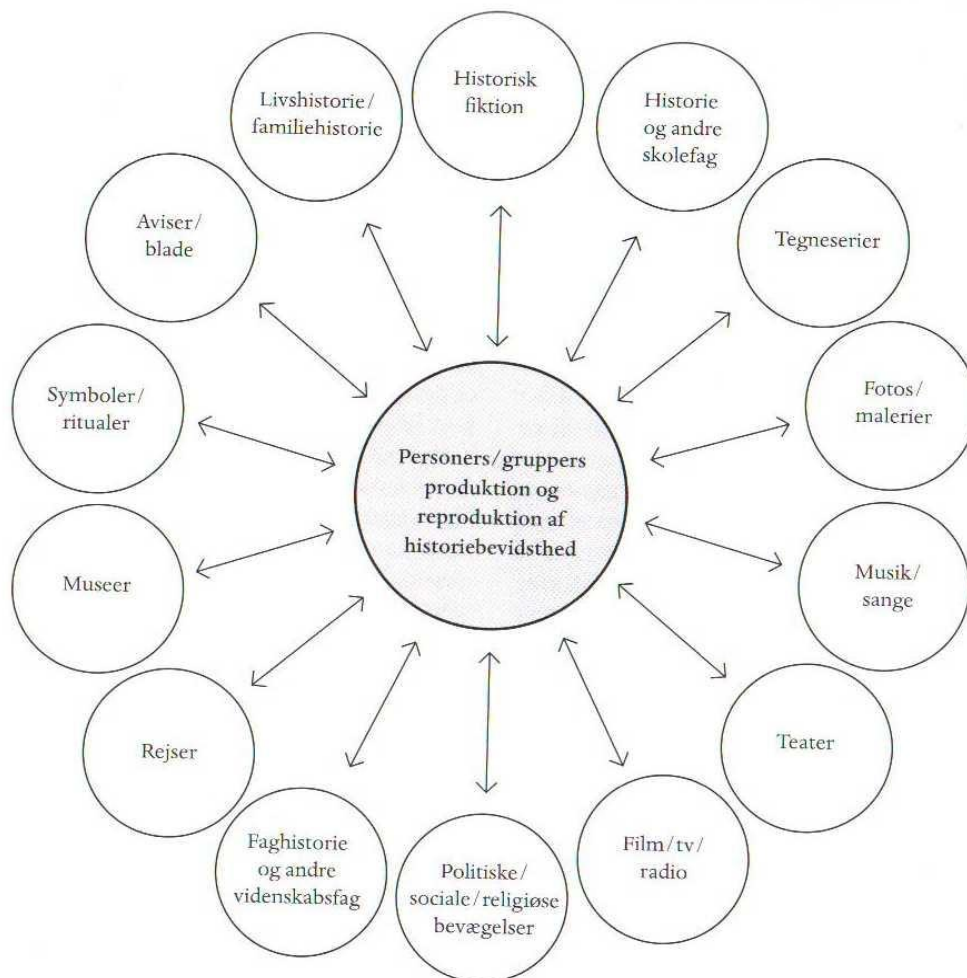 Historisk
fiktion
Historie
og andre
skolefag
Tegneserier
Fotos/
malerier
Musik/
sange
Teater
Film/tv/
radio
Politiske/
sociale/religiøse
bevægelser
Faghistorie
og andre
videnskabsfag
Rejser
Museer
Symboler/
ritualer
Aviser/
blade
Livshistorie/
familiehistorie
Personers/gruppers
produktion og
reproduktion af
historiebevidsthed